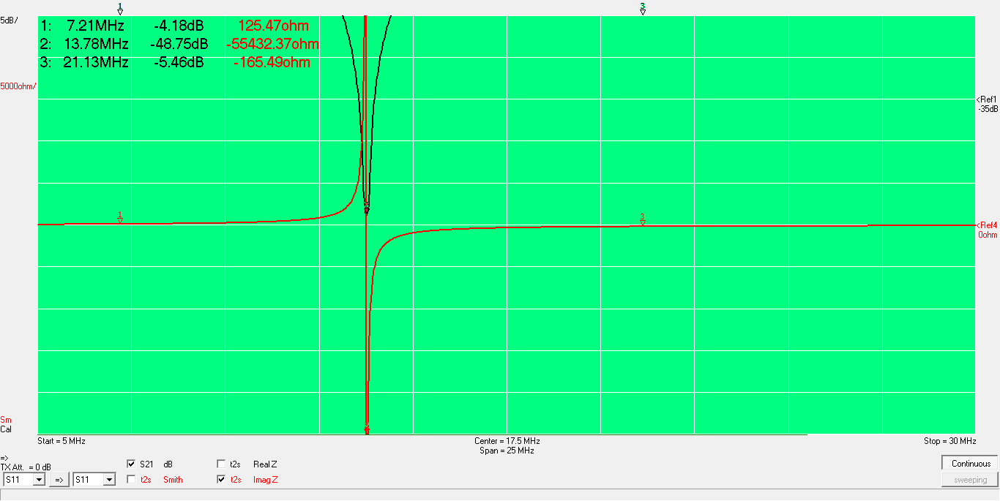 1
3
5dB/
1: 7.21MHz -4.18dB 125.47ohm
2: 13.78MHz -48.75dB -55432.37ohm
3: 21.13MHz -5.46dB -165.49ohm
5000ohm/
<Ref1
-35dB
1
3
<Ref4
0ohm
Sm
Cal
Start = 5 MHz
Center = 17.5 MHz
Stop = 30 MHz
Span = 25 MHz
=>
TX Att. = 0 dB
S21 dB
t2s Real Z
Continuous
S11 => S11
t2s Smith
t2s Imag Z
sweeping